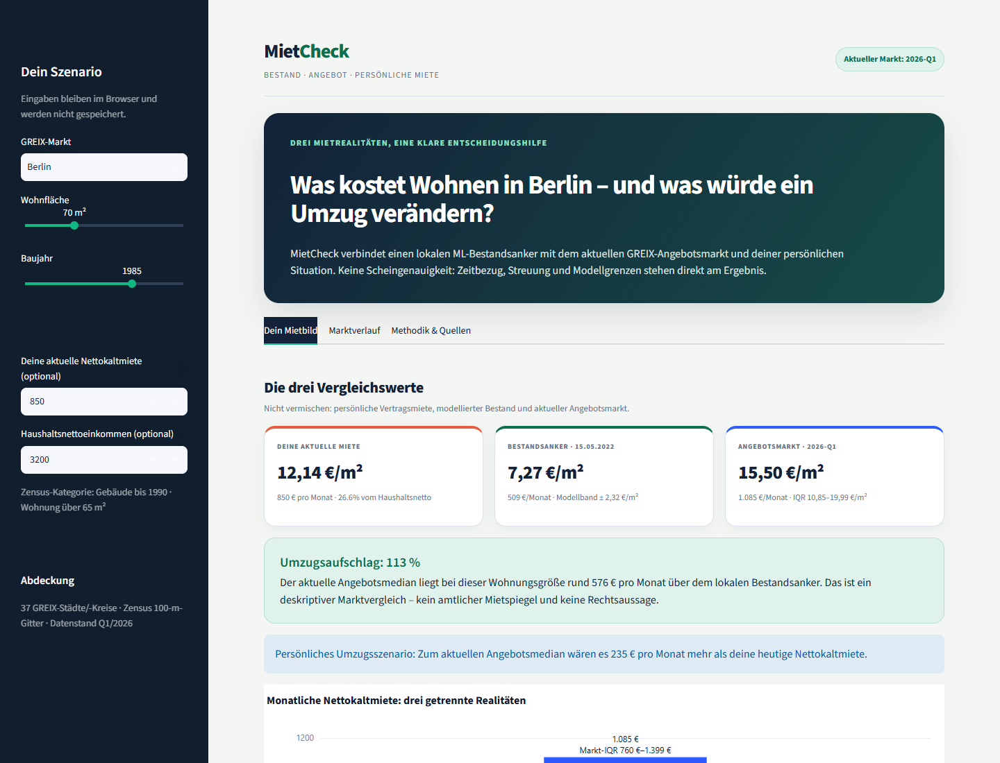 Dein Szenario
Eingaben bleiben im Browser und
werden nicht gespeichert.
GREIX-Markt
Berlin
Wohnfläche
70 m²
Baujahr
1985
Deine aktuelle Nettokaltmiete
(optional)
850
Haushaltsnettoeinkommen (optional)
3200
Zensus-Kategorie: Gebäude bis 1990 ·
Wohnung über 65 m²
Abdeckung
37 GREIX-Städte/-Kreise · Zensus 100-m-
Gitter · Datenstand Q1/2026
MietCheck
BESTAND · ANGEBOT · PERSÖNLICHE MIETE
Aktueller Markt: 2026-Q1
DREI MIETREALITÄTEN, EINE KLARE ENTSCHEIDUNGSHILFE
Was kostet Wohnen in Berlin – und was würde ein
Umzug verändern?
MietCheck verbindet einen lokalen ML-Bestandsanker mit dem aktuellen GREIX-Angebotsmarkt und deiner persönlichen
Situation. Keine Scheingenauigkeit: Zeitbezug, Streuung und Modellgrenzen stehen direkt am Ergebnis.
Dein Mietbild Marktverlauf Methodik & Quellen
Die drei Vergleichswerte
Nicht vermischen: persönliche Vertragsmiete, modellierter Bestand und aktueller Angebotsmarkt.
DEINE AKTUELLE MIETE
12,14 €/m²
850 € pro Monat · 26.6% vom Haushaltsnetto
BESTANDSANKER · 15.05.2022
7,27 €/m²
509 €/Monat · Modellband ± 2,32 €/m²
ANGEBOTSMARKT · 2026-Q1
15,50 €/m²
1.085 €/Monat · IQR 10,85–19,99 €/m²
Umzugsaufschlag: 113 %
Der aktuelle Angebotsmedian liegt bei dieser Wohnungsgröße rund 576 € pro Monat über dem lokalen Bestandsanker. Das ist ein
deskriptiver Marktvergleich – kein amtlicher Mietspiegel und keine Rechtsaussage.
Persönliches Umzugsszenario: Zum aktuellen Angebotsmedian wären es 235 € pro Monat mehr als deine heutige Nettokaltmiete.
Monatliche Nettokaltmiete: drei getrennte Realitäten
1200
1.085 €
Markt-IQR 760 €–1.399 €